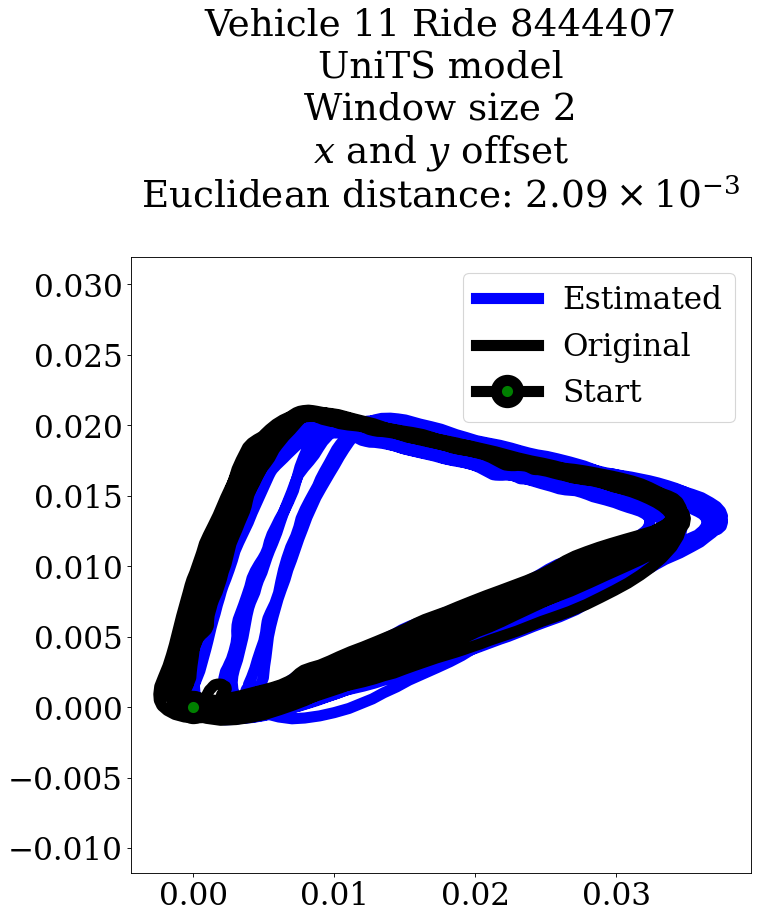 Vehicle 11 Ride 8444407
UniTS model
Window size 2
x and y offset
Euclidean distance: 2.09 × 10⁻³
0.030
0.025
0.020
0.015
0.010
0.005
0.000
−0.005
−0.010
Estimated
Original
Start
0.00 0.01 0.02 0.03